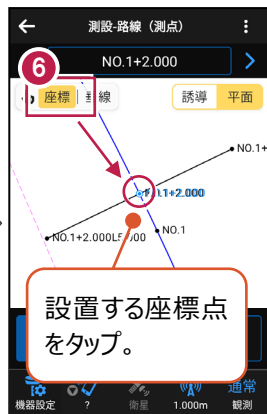 測設-路線（測点）
NO.1+2.000
6
座標
線
誘導 平面
NO.1+
1+2.000
NO.1
NO.1+2.000L5
00
設置する座標点
をタップ。
機器設定 ? 衛星 1.000m 観測
通常